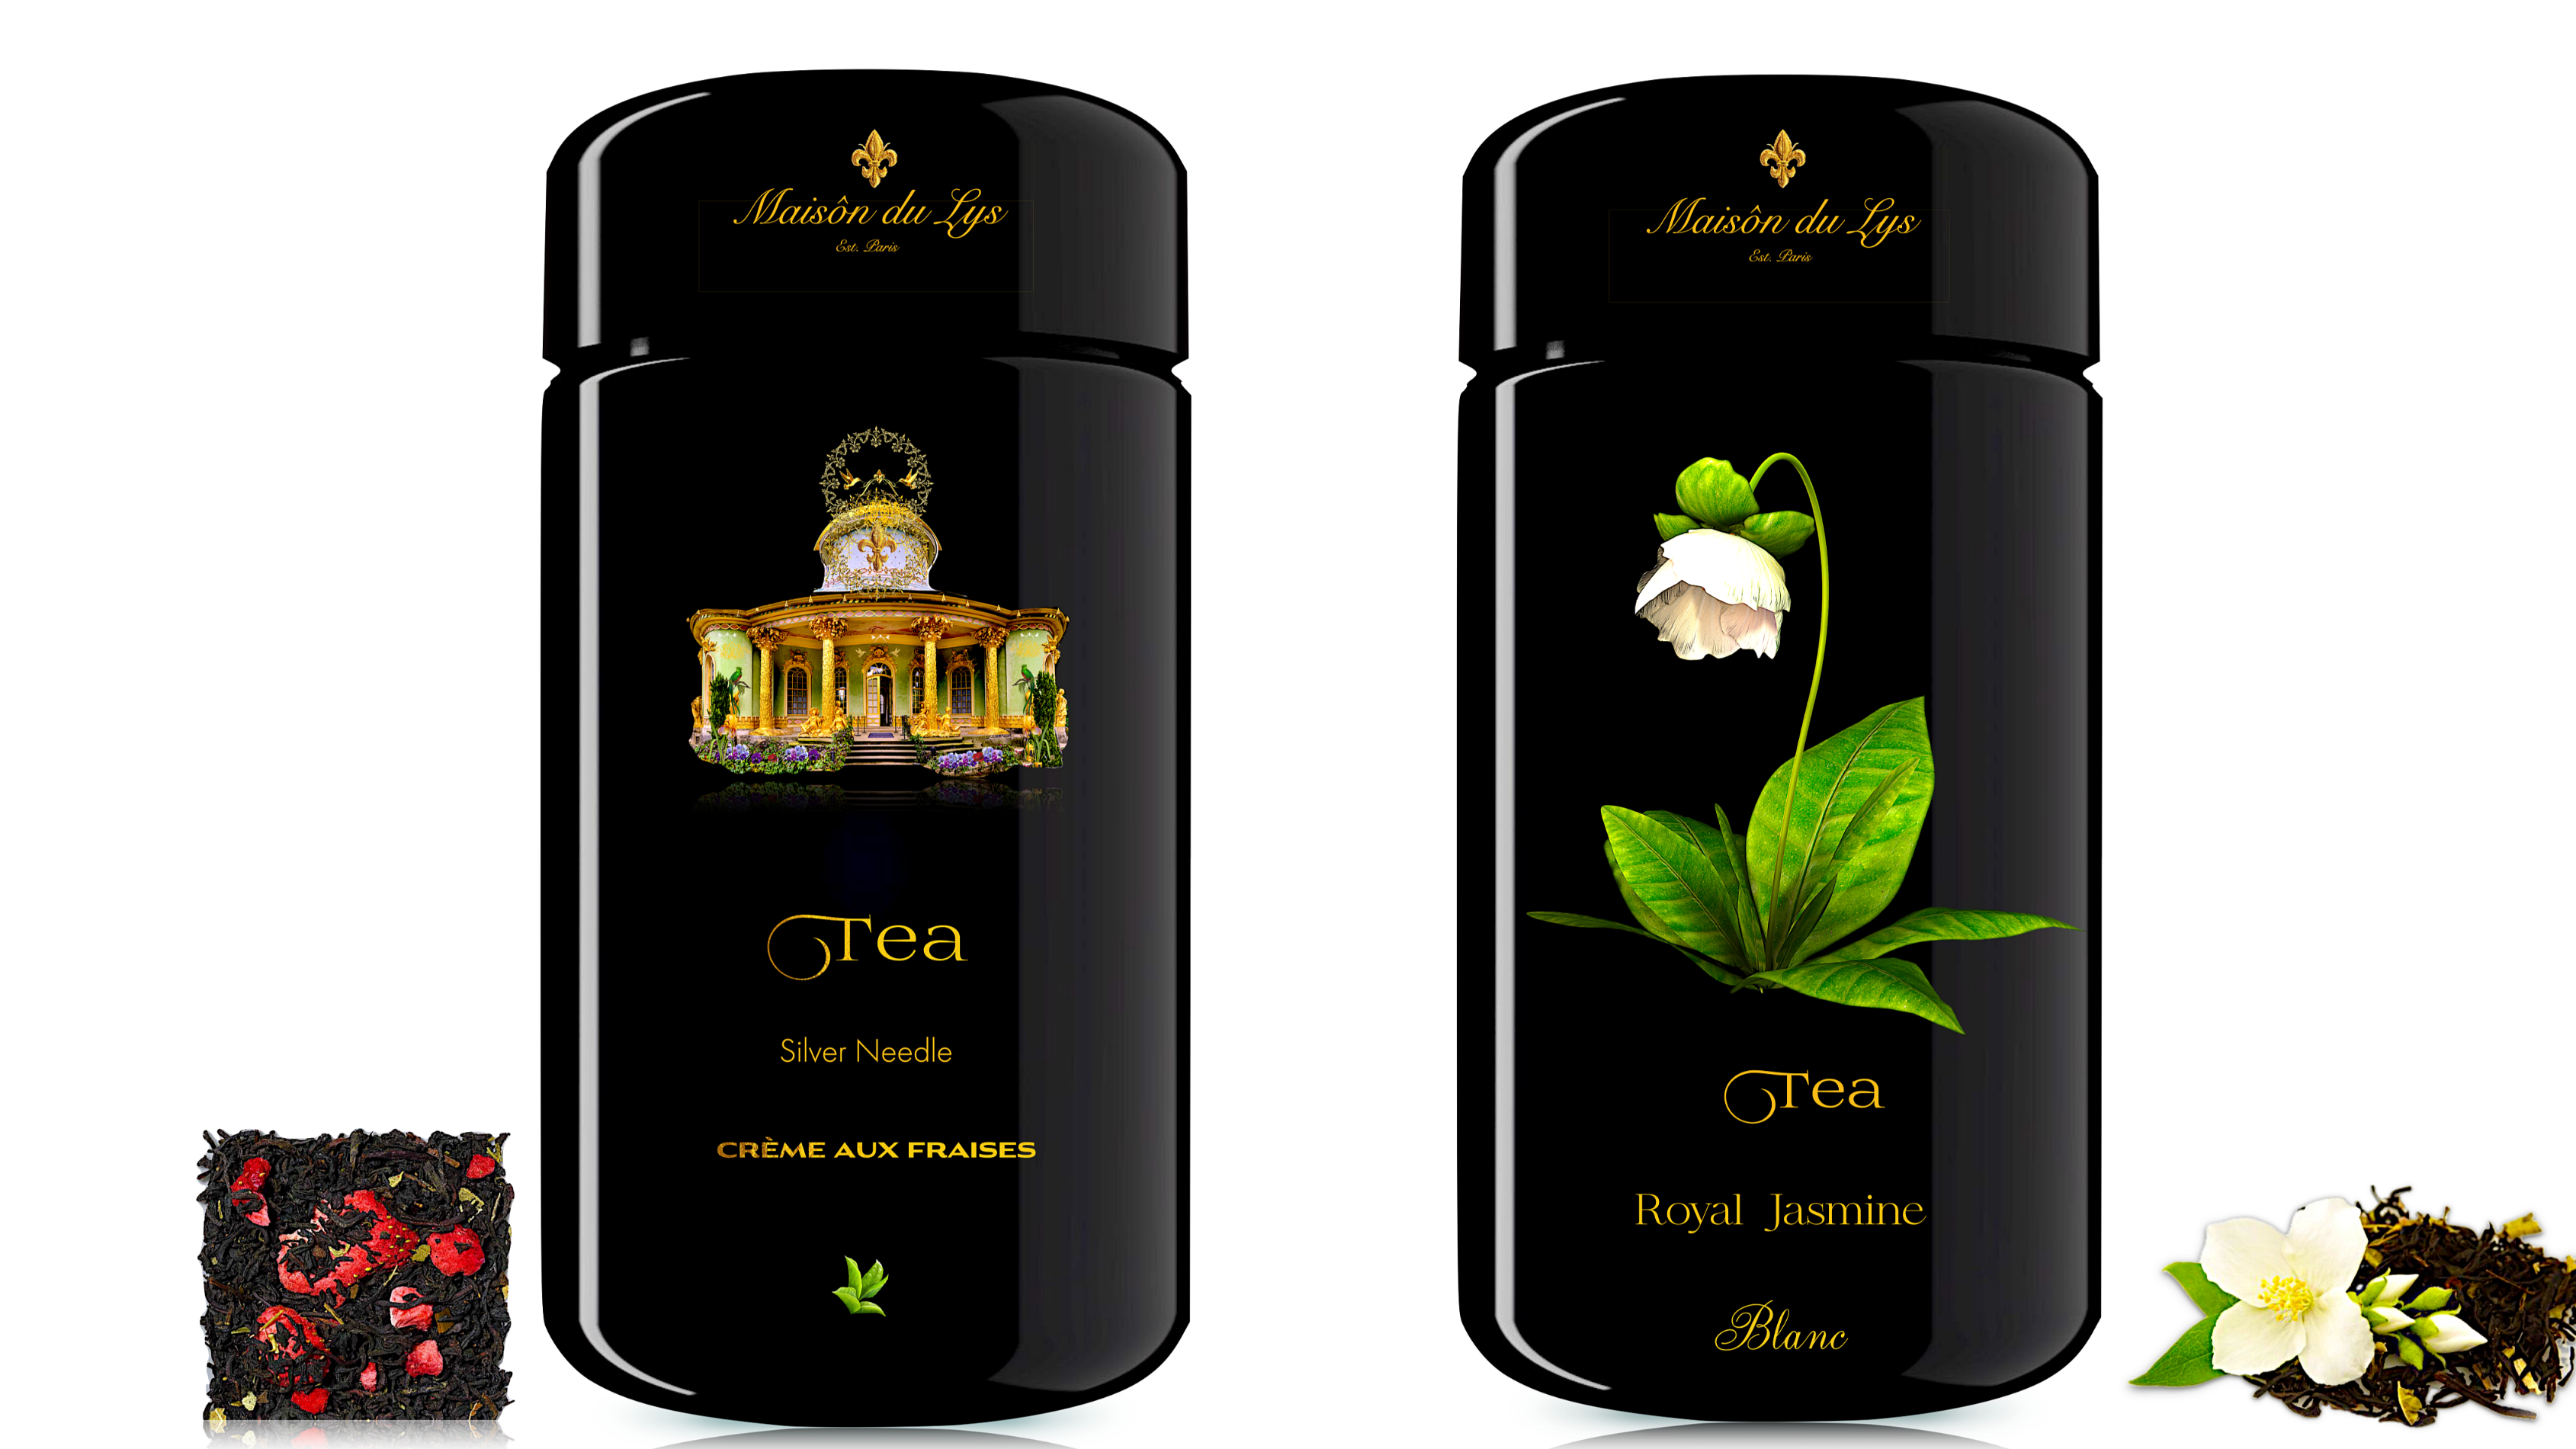 Maisôn du Lys
Est. Paris
Tea
Silver Needle
CRÈME AUX FRAISES
Maisôn du Lys
Est. Paris
Tea
Royal Jasmine
Blanc